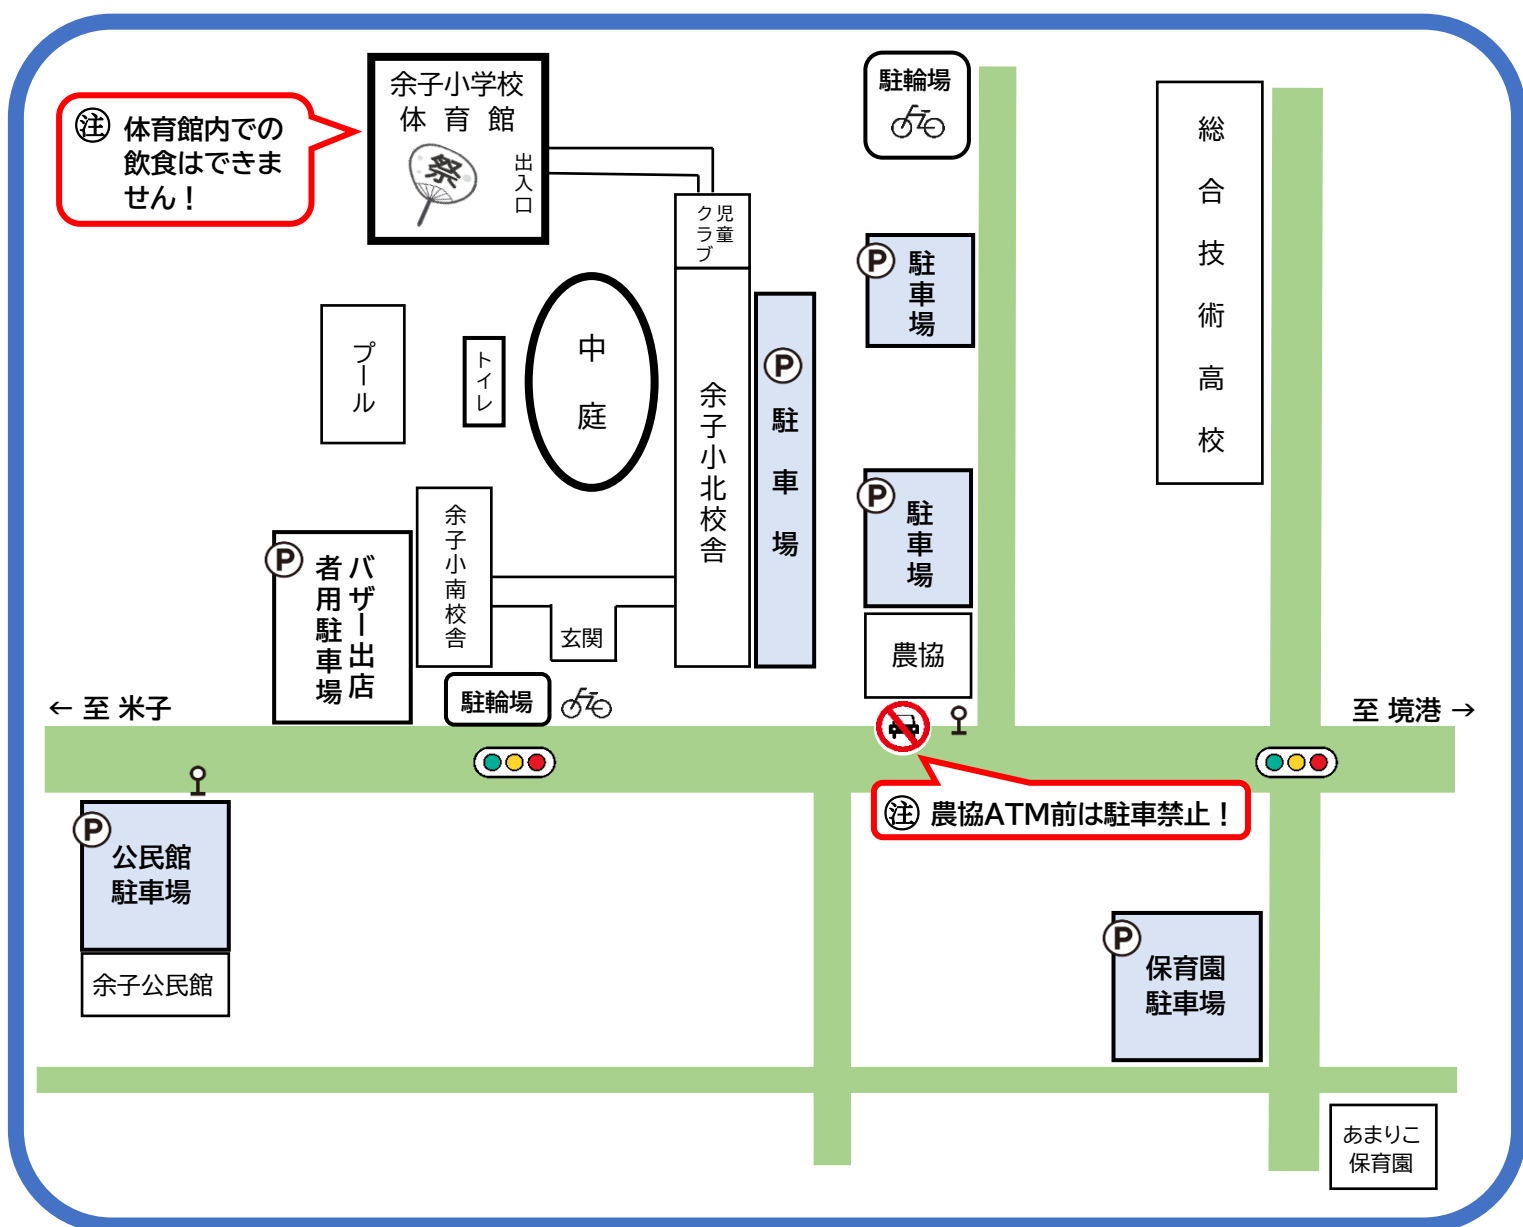 余子小学校
体育館
祭
出入口
注 体育館内での
飲食はできま
せん！
駐輪場
総合技術高校
児童
クラブ
P
駐車場
プール
トイレ
中庭
余子小北校舎
P
駐車場
P
駐車場
余子小南校舎
P
バザー出店
者用駐車場
玄関
農協
駐輪場
← 至 米子
至 境港 →
注 農協ATM前は駐車禁止！
P
公民館
駐車場
余子公民館
P
保育園
駐車場
あまりこ
保育園